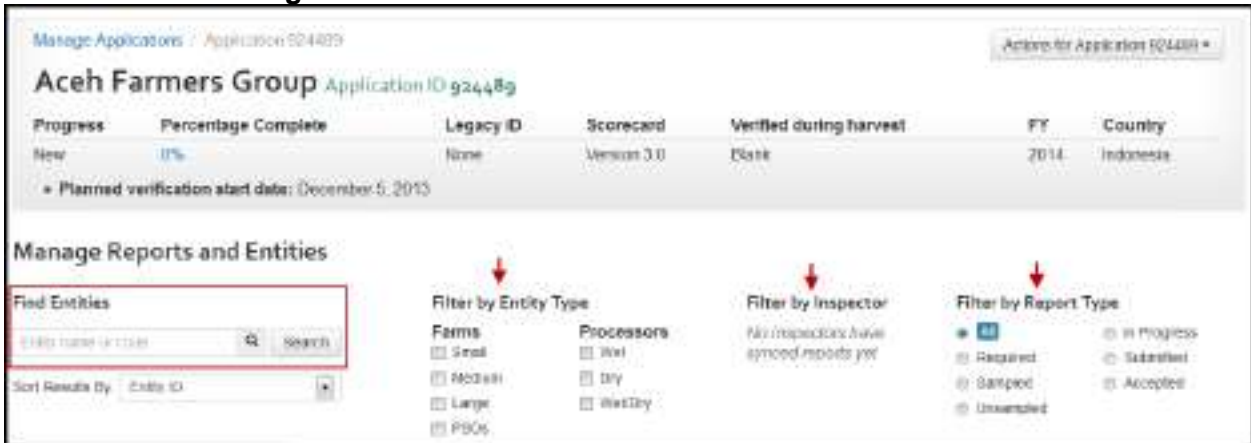 Manage Applications / Application 924489
Actions for Application 924489
Aceh Farmers Group Application ID 924489
Progress Percentage Complete Legacy ID Scorecard Verified during harvest FY Country
New 0% None Version 3.0 Blank 2014 Indonesia
• Planned verification start date: December 5, 2013
Manage Reports and Entities
Find Entities
Filter by Entity Type
Filter by Inspector
Filter by Report Type
Enter name or code
Search
Sort Results By Entity ID
Farms
Small
Medium
Large
PSOs
Processors
Wet
Dry
Wet/Dry
No inspectors have
synced reports yet
All
Required
Sampled
Unsampled
In Progress
Submitted
Accepted